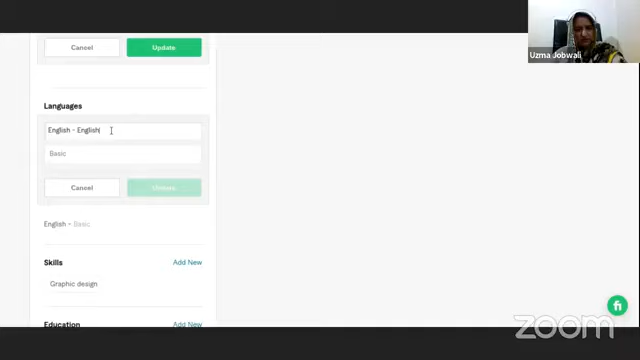 Cancel
Update
Uzma Jobwali
Languages
English - English
Basic
Cancel
Update
English - Basic
Skills
Add New
Graphic design
Education
Add New
fi
zoom